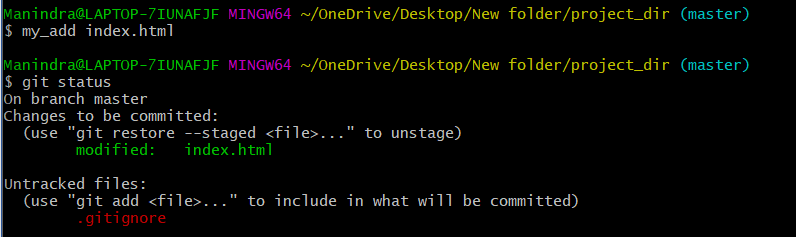 Manindra@LAPTOP-7IUNAFJF MINGW64 ~/OneDrive/Desktop/New folder/project_dir (master)
$ my_add index.html
Manindra@LAPTOP-7IUNAFJF MINGW64 ~/OneDrive/Desktop/New folder/project_dir (master)
$ git status
On branch master
Changes to be committed:
  (use "git restore --staged <file>..." to unstage)
        modified:   index.html
Untracked files:
  (use "git add <file>..." to include in what will be committed)
        .gitignore